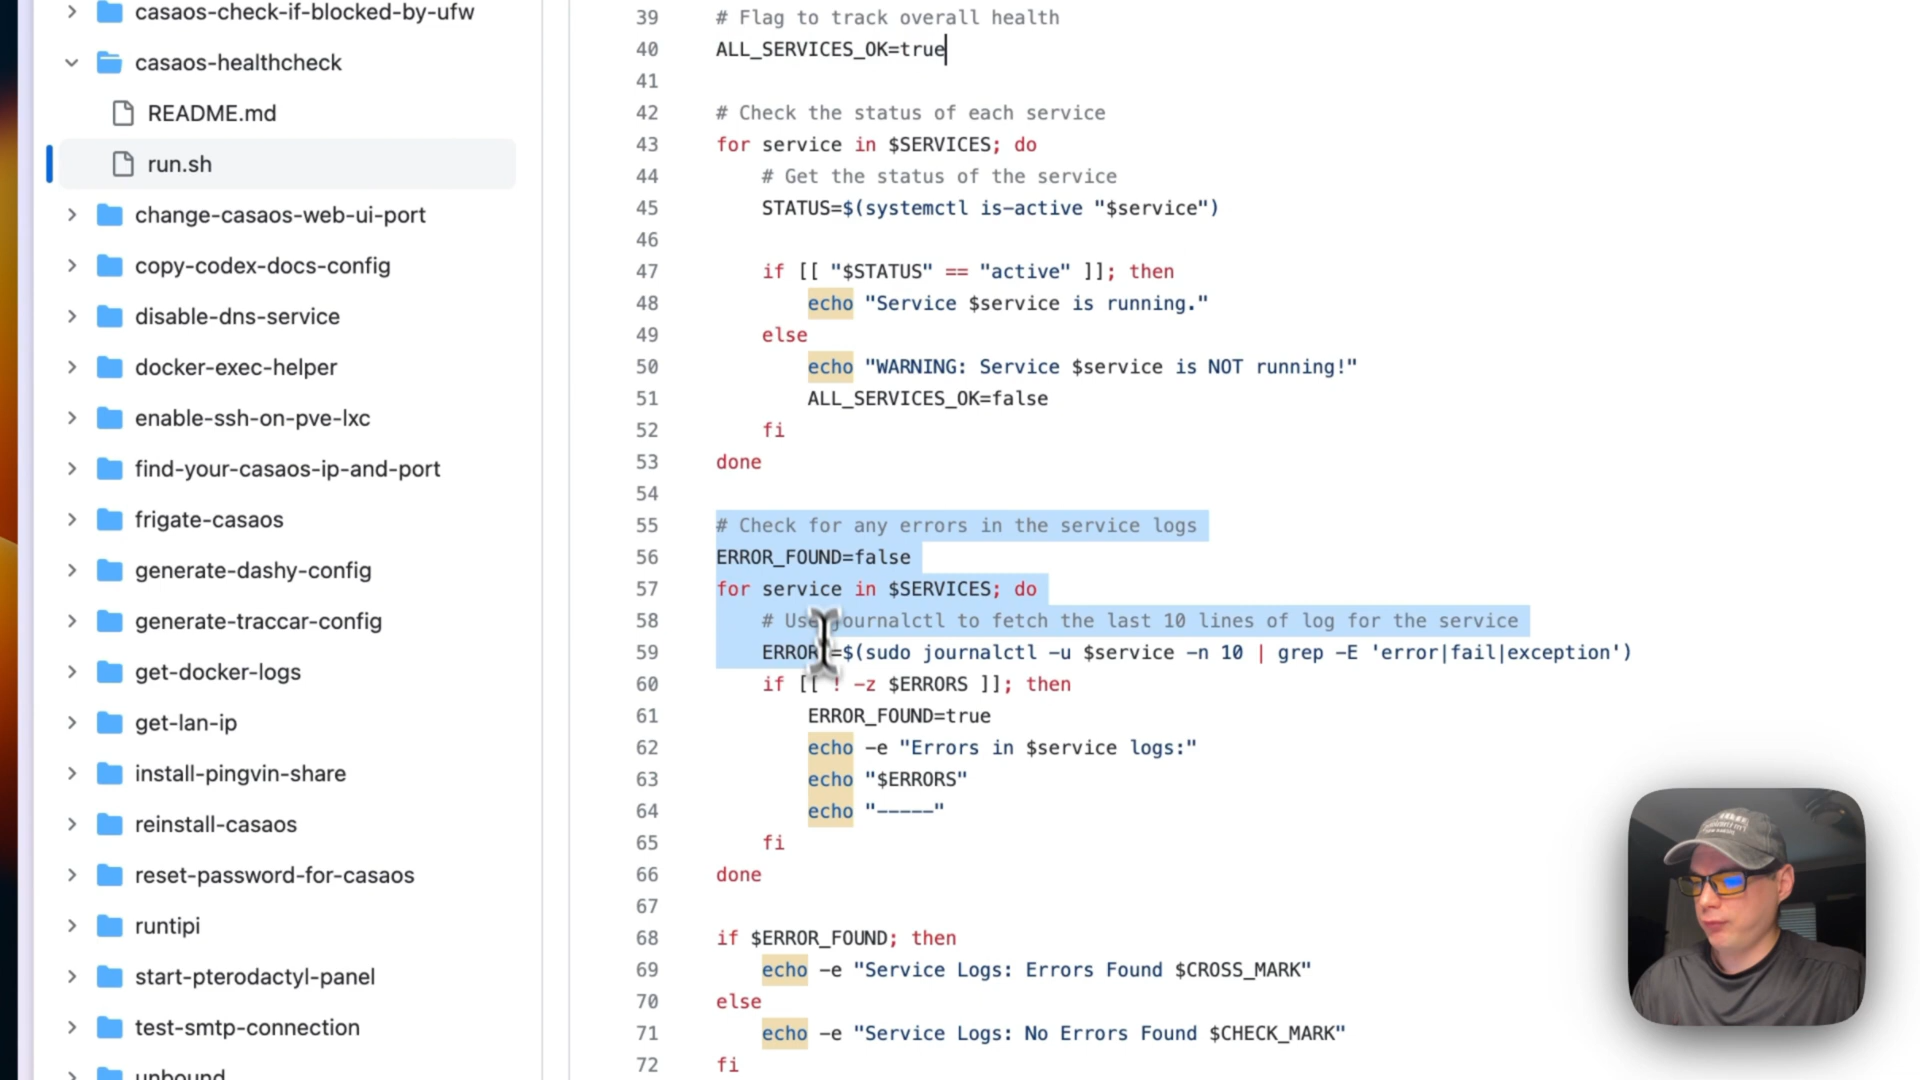 casaos-check-if-blocked-by-ufw
casaos-healthcheck
README.md
run.sh
change-casaos-web-ui-port
copy-codex-docs-config
disable-dns-service
docker-exec-helper
enable-ssh-on-pve-lxc
find-your-casaos-ip-and-port
frigate-casaos
generate-dashy-config
generate-traccar-config
get-docker-logs
get-lan-ip
install-pingvin-share
reinstall-casaos
reset-password-for-casaos
runtipi
start-pterodactyl-panel
test-smtp-connection
unbound
39 # Flag to track overall health
40 ALL_SERVICES_OK=true
41
42 # Check the status of each service
43 for service in $SERVICES; do
44 # Get the status of the service
45 STATUS=$(systemctl is-active "$service")
46
47 if [[ "$STATUS" == "active" ]]; then
48 echo "Service $service is running."
49 else
50 echo "WARNING: Service $service is NOT running!"
51 ALL_SERVICES_OK=false
52 fi
53 done
54
55 # Check for any errors in the service logs
56 ERROR_FOUND=false
57 for service in $SERVICES; do
58 # Use journalctl to fetch the last 10 lines of log for the service
59 ERRORS=$(sudo journalctl -u $service -n 10 | grep -E 'error|fail|exception')
60 if [[ ! -z $ERRORS ]]; then
61 ERROR_FOUND=true
62 echo -e "Errors in $service logs:"
63 echo "$ERRORS"
64 echo "-----"
65 fi
66 done
67
68 if $ERROR_FOUND; then
69 echo -e "Service Logs: Errors Found $CROSS_MARK"
70 else
71 echo -e "Service Logs: No Errors Found $CHECK_MARK"
72 fi